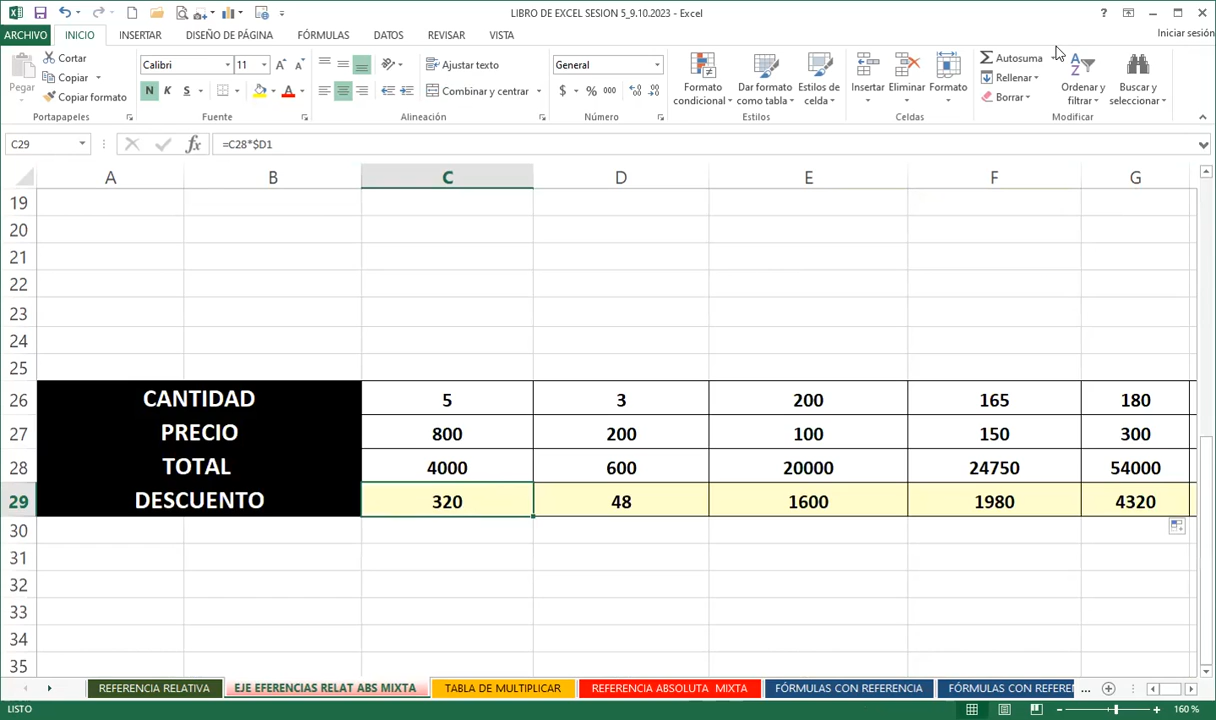 LIBRO DE EXCEL SESION 5_9.10.2023 - Excel
ARCHIVO INICIO INSERTAR DISEÑO DE PÁGINA FÓRMULAS DATOS REVISAR VISTA Iniciar sesión
Pegar Cortar Copiar Copiar formato
Calibri 11 N K S A A A
Ajustar texto
Combinar y centrar
General
$ % 000
Formato condicional
Dar formato como tabla
Estilos de celda
Insertar Eliminar Formato
Autosuma
Rellenar
Borrar
Ordenar y filtrar
Buscar y seleccionar
Portapapeles Fuente Alineación Número Estilos Celdas Modificar
C29 fx =C28*$D1
A B C D E F G
19
20
21
22
23
24
25
26 CANTIDAD 5 3 200 165 180
27 PRECIO 800 200 100 150 300
28 TOTAL 4000 600 20000 24750 54000
29 DESCUENTO 320 48 1600 1980 4320
30
31
32
33
34
35
REFERENCIA RELATIVA EJE EFERENCIAS RELAT ABS MIXTA TABLA DE MULTIPLICAR REFERENCIA ABSOLUTA MIXTA FÓRMULAS CON REFERENCIA FÓRMULAS CON REFEREN ...
LISTO 160 %